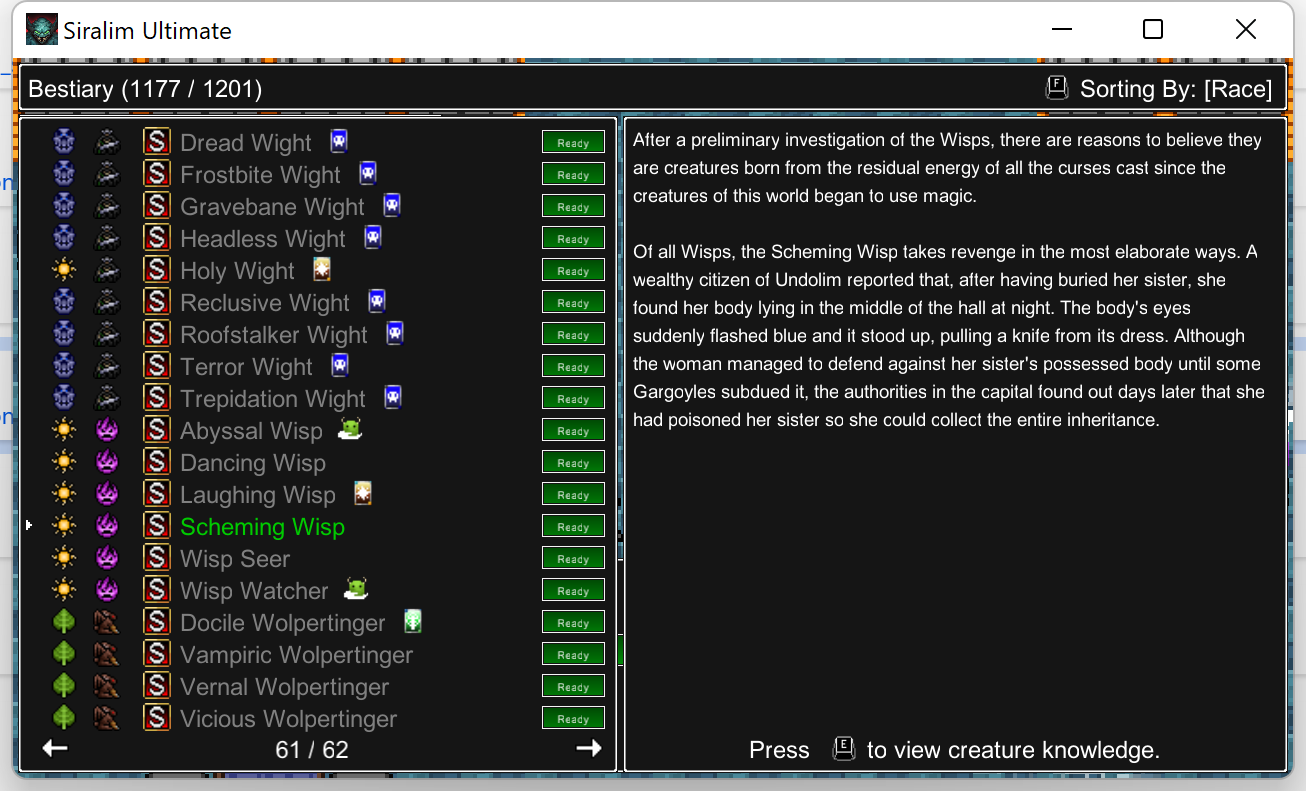 Siralim Ultimate
Bestiary (1177 / 1201)
F Sorting By: [Race]
S Dread Wight Ready
S Frostbite Wight Ready
S Gravebane Wight Ready
S Headless Wight Ready
S Holy Wight Ready
S Reclusive Wight Ready
S Roofstalker Wight Ready
S Terror Wight Ready
S Trepidation Wight Ready
S Abyssal Wisp Ready
S Dancing Wisp Ready
S Laughing Wisp Ready
S Scheming Wisp Ready
S Wisp Seer Ready
S Wisp Watcher Ready
S Docile Wolpertinger Ready
S Vampiric Wolpertinger Ready
S Vernal Wolpertinger Ready
S Vicious Wolpertinger Ready
61 / 62
After a preliminary investigation of the Wisps, there are reasons to believe they
are creatures born from the residual energy of all the curses cast since the
creatures of this world began to use magic.
Of all Wisps, the Scheming Wisp takes revenge in the most elaborate ways. A
wealthy citizen of Undolim reported that, after having buried her sister, she
found her body lying in the middle of the hall at night. The body's eyes
suddenly flashed blue and it stood up, pulling a knife from its dress. Although
the woman managed to defend against her sister's possessed body until some
Gargoyles subdued it, the authorities in the capital found out days later that she
had poisoned her sister so she could collect the entire inheritance.
Press E to view creature knowledge.